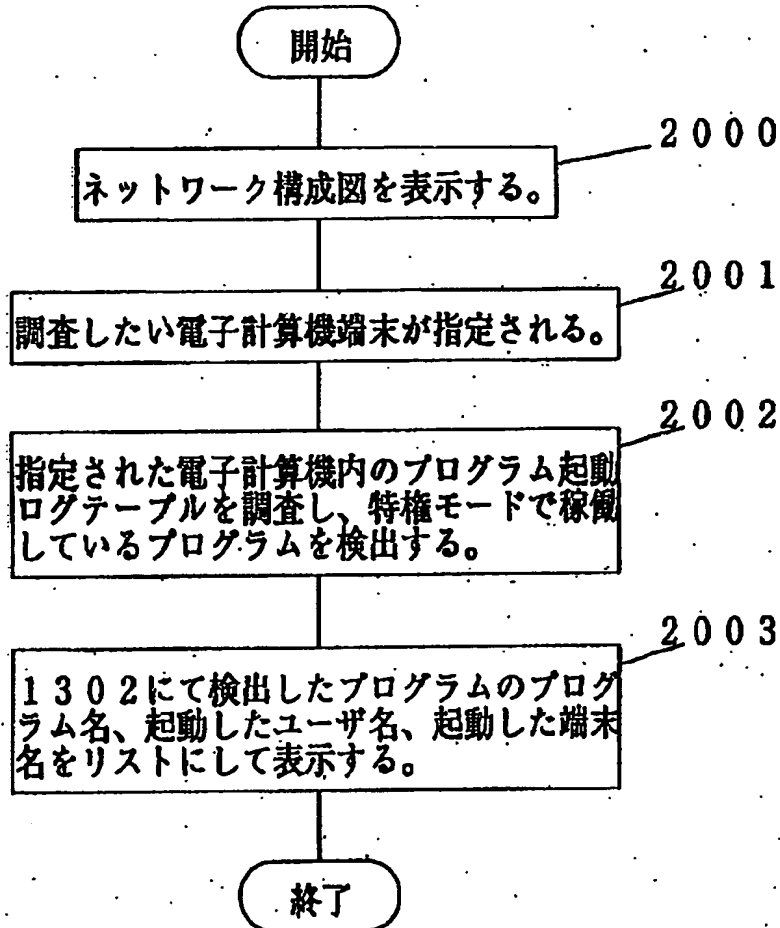 開始
2000
ネットワーク構成図を表示する。
2001
調査したい電子計算機端末が指定される。
2002
指定された電子計算機内のプログラム起動
ログテーブルを調査し、特権モードで稼働
しているプログラムを検出する。
2003
1302にて検出したプログラムのプログ
ラム名、起動したユーザ名、起動した端末
名をリストにして表示する。
終了